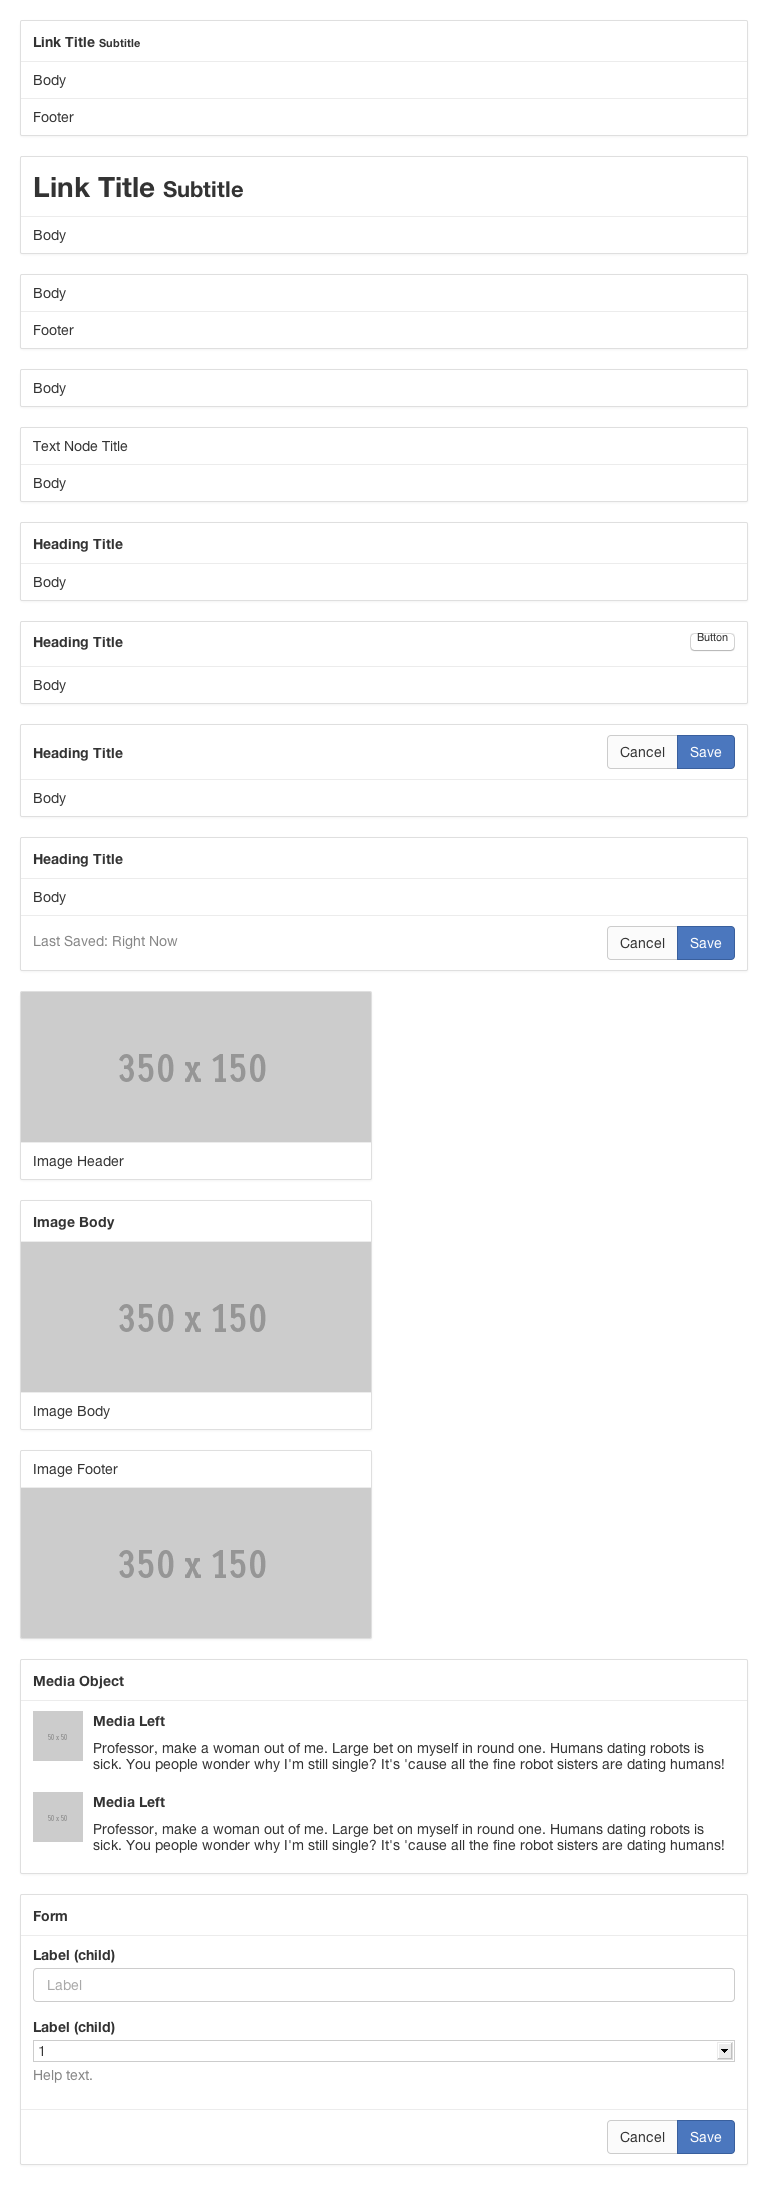 Link Title Subtitle
Body
Footer
Link Title Subtitle
Body
Body
Footer
Body
Text Node Title
Body
Heading Title
Body
Heading Title Button
Body
Heading Title Cancel Save
Body
Heading Title
Body
Last Saved: Right Now Cancel Save
350 x 150
Image Header
Image Body
350 x 150
Image Body
Image Footer
350 x 150
Media Object
50 x 50
Media Left
Professor, make a woman out of me. Large bet on myself in round one. Humans dating robots is
sick. You people wonder why I'm still single? It's 'cause all the fine robot sisters are dating humans!
50 x 50
Media Left
Professor, make a woman out of me. Large bet on myself in round one. Humans dating robots is
sick. You people wonder why I'm still single? It's 'cause all the fine robot sisters are dating humans!
Form
Label (child)
Label
Label (child)
1
Help text.
Cancel Save